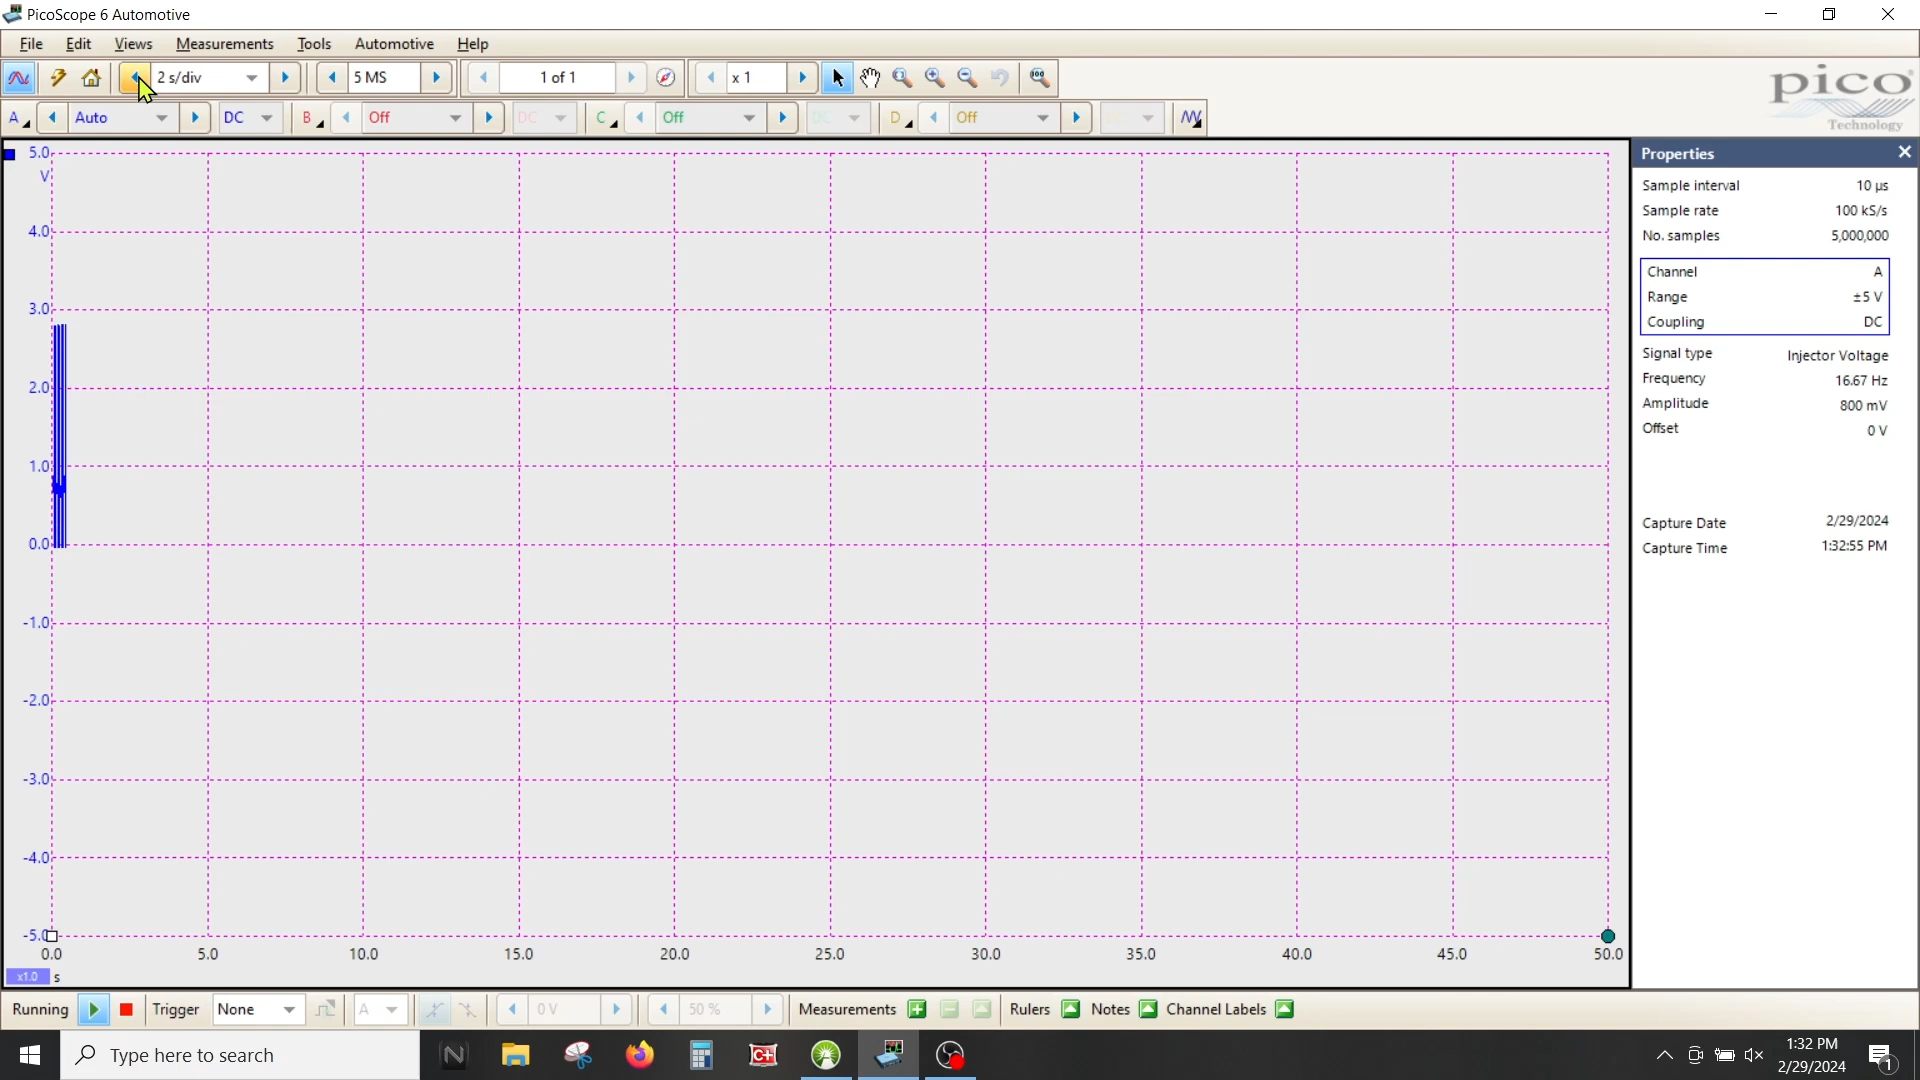 PicoScope 6 Automotive
File Edit Views Measurements Tools Automotive Help
2 s/div 5 MS 1 of 1 x 1
A Auto DC B Off DC C Off DC D Off
pico
Technology
5.0
V
4.0
3.0
2.0
1.0
0.0
-1.0
-2.0
-3.0
-4.0
-5.0
0.0 5.0 10.0 15.0 20.0 25.0 30.0 35.0 40.0 45.0 50.0
x1.0 s
Properties
Sample interval 10 µs
Sample rate 100 kS/s
No. samples 5,000,000
Channel A
Range ±5 V
Coupling DC
Signal type Injector Voltage
Frequency 16.67 Hz
Amplitude 800 mV
Offset 0 V
Capture Date 2/29/2024
Capture Time 1:32:55 PM
Running Trigger None A 0 V 50 % Measurements Rulers Notes Channel Labels
Type here to search
N
C+
1:32 PM
2/29/2024
1